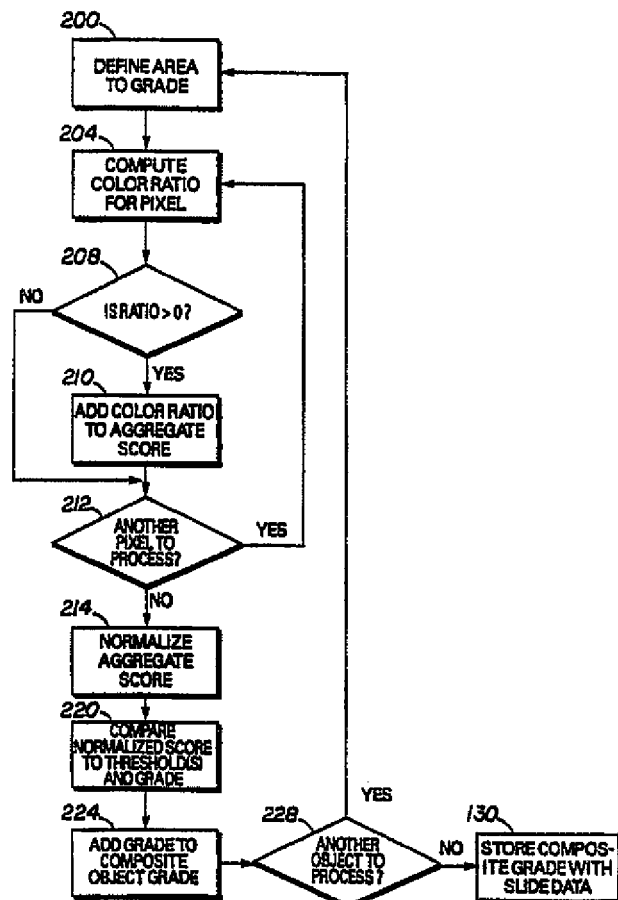 200
DEFINE AREA
TO GRADE
204
COMPUTE
COLOR RATIO
FOR PIXEL
208
NO
IS RATIO > 0?
YES
210
ADD COLOR RATIO
TO AGGREGATE
SCORE
212
ANOTHER
PIXEL TO
PROCESS?
YES
NO
214
NORMALIZE
AGGREGATE
SCORE
220
COMPARE
NORMALIZED SCORE
TO THRESHOLD(S)
AND GRADE
224
ADD GRADE TO
COMPOSITE
OBJECT GRADE
228
YES
ANOTHER
OBJECT TO
PROCESS?
NO
130
STORE COMPOS-
ITE GRADE WITH
SLIDE DATA